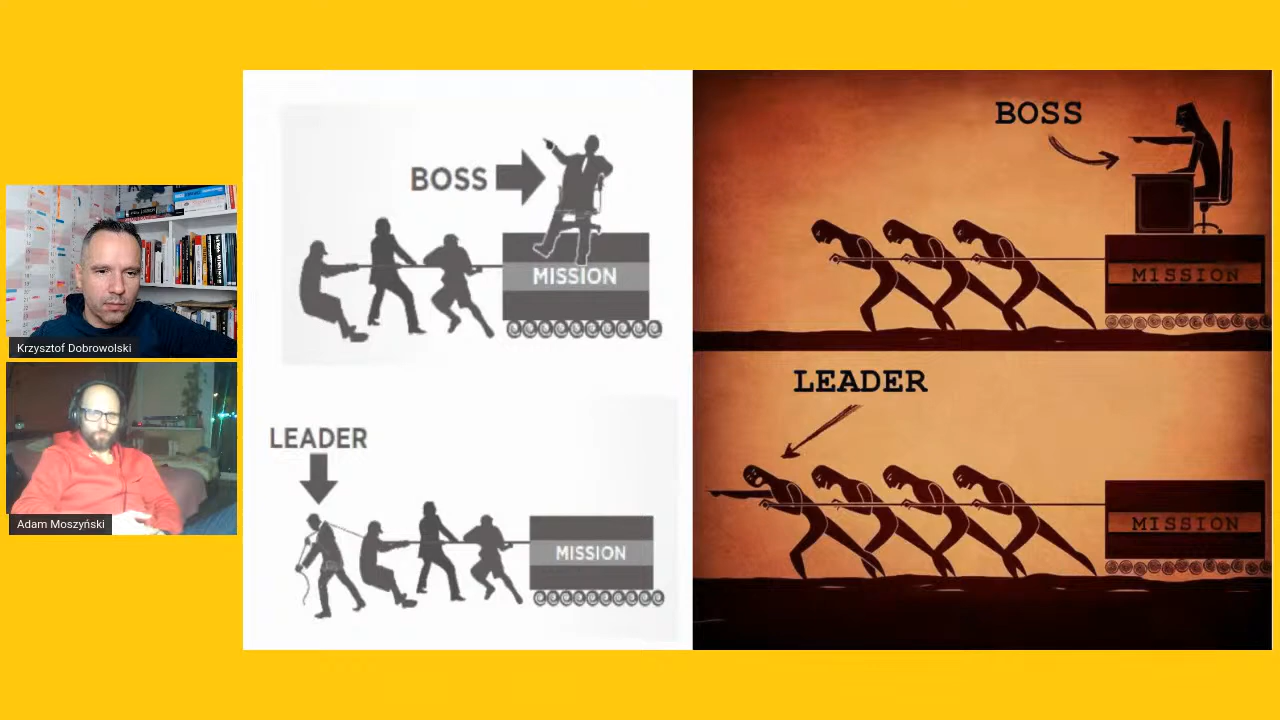 Krzysztof Dobrowolski
Adam Moszyński
BOSS
MISSION
LEADER
MISSION
BOSS
MISSION
LEADER
MISSION